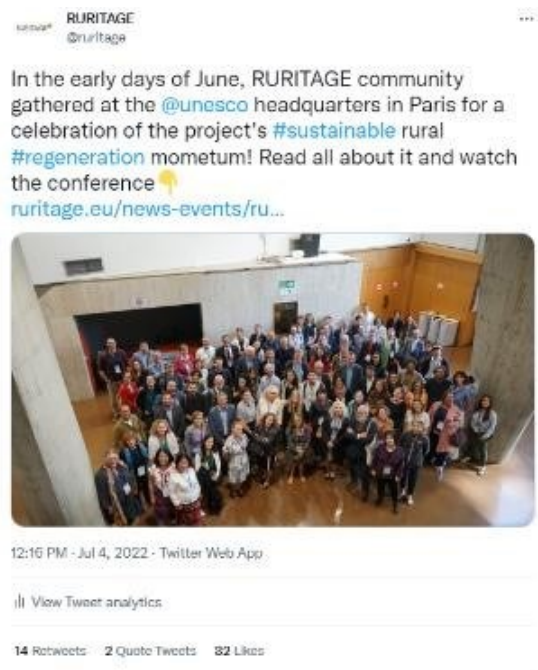 RURITAGE
@ruritage
In the early days of June, RURITAGE community
gathered at the @unesco headquarters in Paris for a
celebration of the project's #sustainable rural
#regeneration mometum! Read all about it and watch
the conference👇
ruritage.eu/news-events/ru...
12:16 PM · Jul 4, 2022 · Twitter Web App
View Tweet analytics
14 Retweets 2 Quote Tweets 32 Likes